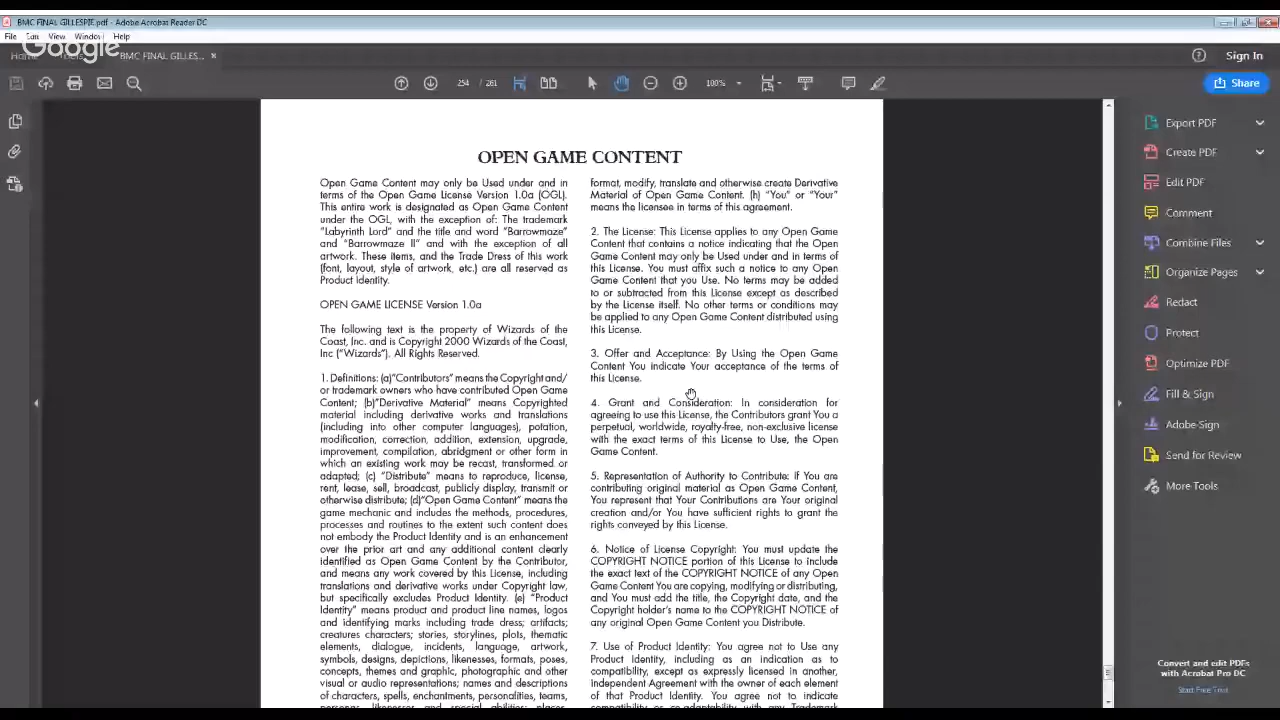 BMC FINAL GILLESPIE.pdf - Adobe Acrobat Reader DC
File Edit View Window Help
Google
Home Tools BMC FINAL GILLES... × Sign In
254 / 261 100% Share
OPEN GAME CONTENT
Open Game Content may only be Used under and in
terms of the Open Game License Version 1.0a (OGL).
This entire work is designated as Open Game Content
under the OGL, with the exception of: The trademark
“Labyrinth Lord” and the title and word “Barrowmaze”
and “Barrowmaze II” and with the exception of all
artwork. These items, and the Trade Dress of this work
(font, layout, style of artwork, etc.) are all reserved as
Product Identity.
OPEN GAME LICENSE Version 1.0a
The following text is the property of Wizards of the
Coast, Inc. and is Copyright 2000 Wizards of the Coast,
Inc (“Wizards”). All Rights Reserved.
1. Definitions: (a)“Contributors” means the Copyright and/
or trademark owners who have contributed Open Game
Content; (b)“Derivative Material” means Copyrighted
material including derivative works and translations
(including into other computer languages), potation,
modification, correction, addition, extension, upgrade,
improvement, compilation, abridgment or other form in
which an existing work may be recast, transformed or
adapted; (c) “Distribute” means to reproduce, license,
rent, lease, sell, broadcast, publicly display, transmit or
otherwise distribute; (d)“Open Game Content” means the
game mechanic and includes the methods, procedures,
processes and routines to the extent such content does
not embody the Product Identity and is an enhancement
over the prior art and any additional content clearly
identified as Open Game Content by the Contributor,
and means any work covered by this License, including
translations and derivative works under Copyright law,
but specifically excludes Product Identity. (e) “Product
Identity” means product and product line names, logos
and identifying marks including trade dress; artifacts;
creatures characters; stories, storylines, plots, thematic
elements, dialogue, incidents, language, artwork,
symbols, designs, depictions, likenesses, formats, poses,
concepts, themes and graphic, photographic and other
visual or audio representations; names and descriptions
of characters, spells, enchantments, personalities, teams,
personas, likenesses and special abilities; places,
format, modify, translate and otherwise create Derivative
Material of Open Game Content. (h) “You” or “Your”
means the licensee in terms of this agreement.
2. The License: This License applies to any Open Game
Content that contains a notice indicating that the Open
Game Content may only be Used under and in terms of
this License. You must affix such a notice to any Open
Game Content that you Use. No terms may be added
to or subtracted from this License except as described
by the License itself. No other terms or conditions may
be applied to any Open Game Content distributed using
this License.
3. Offer and Acceptance: By Using the Open Game
Content You indicate Your acceptance of the terms of
this License.
4. Grant and Consideration: In consideration for
agreeing to use this License, the Contributors grant You a
perpetual, worldwide, royalty-free, non-exclusive license
with the exact terms of this License to Use, the Open
Game Content.
5. Representation of Authority to Contribute: If You are
contributing original material as Open Game Content,
You represent that Your Contributions are Your original
creation and/or You have sufficient rights to grant the
rights conveyed by this License.
6. Notice of License Copyright: You must update the
COPYRIGHT NOTICE portion of this License to include
the exact text of the COPYRIGHT NOTICE of any Open
Game Content You are copying, modifying or distributing,
and You must add the title, the Copyright date, and the
Copyright holder’s name to the COPYRIGHT NOTICE of
any original Open Game Content you Distribute.
7. Use of Product Identity: You agree not to Use any
Product Identity, including as an indication as to
compatibility, except as expressly licensed in another,
Independent Agreement with the owner of each element
of that Product Identity. You agree not to indicate
compatibility or co-adaptability with any Trademark
Export PDF
Create PDF
Edit PDF
Comment
Combine Files
Organize Pages
Redact
Protect
Optimize PDF
Fill & Sign
Adobe Sign
Send for Review
More Tools
Convert and edit PDFs
with Acrobat Pro DC
Start Free Trial